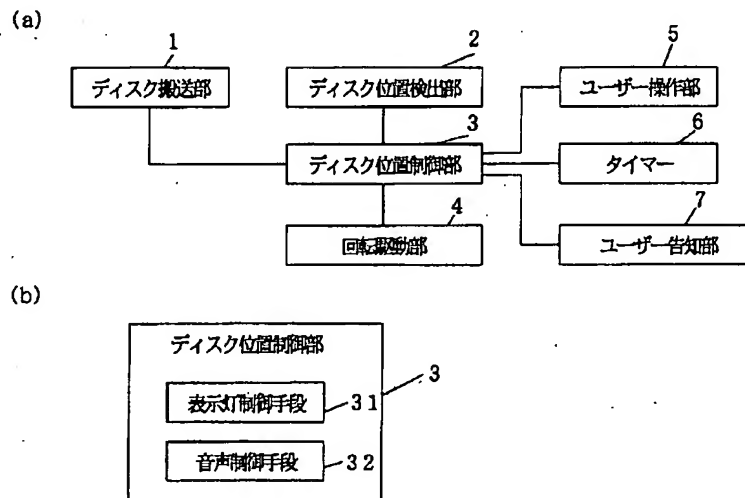 (a)
1
2
5
ディスク搬送部
ディスク位置検出部
ユーザー操作部
3
6
ディスク位置制御部
タイマー
4
7
回転駆動部
ユーザー告知部
(b)
ディスク位置制御部
3
表示灯制御手段
31
音声制御手段
32